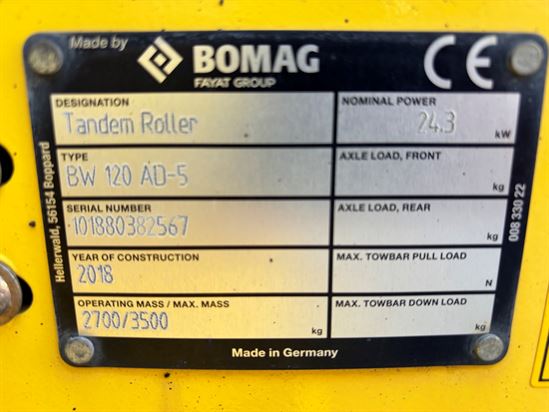 Made by BOMAG
FAYAT GROUP
CE
DESIGNATION
Tandem Roller
NOMINAL POWER
24.3 kW
TYPE
BW 120 AD-5
AXLE LOAD, FRONT
kg
SERIAL NUMBER
101880382567
AXLE LOAD, REAR
kg
YEAR OF CONSTRUCTION
2018
MAX. TOWBAR PULL LOAD
N
OPERATING MASS / MAX. MASS
2700/3500 kg
MAX. TOWBAR DOWN LOAD
kg
Made in Germany
Hellerwald, 56154 Boppard
008 330 22